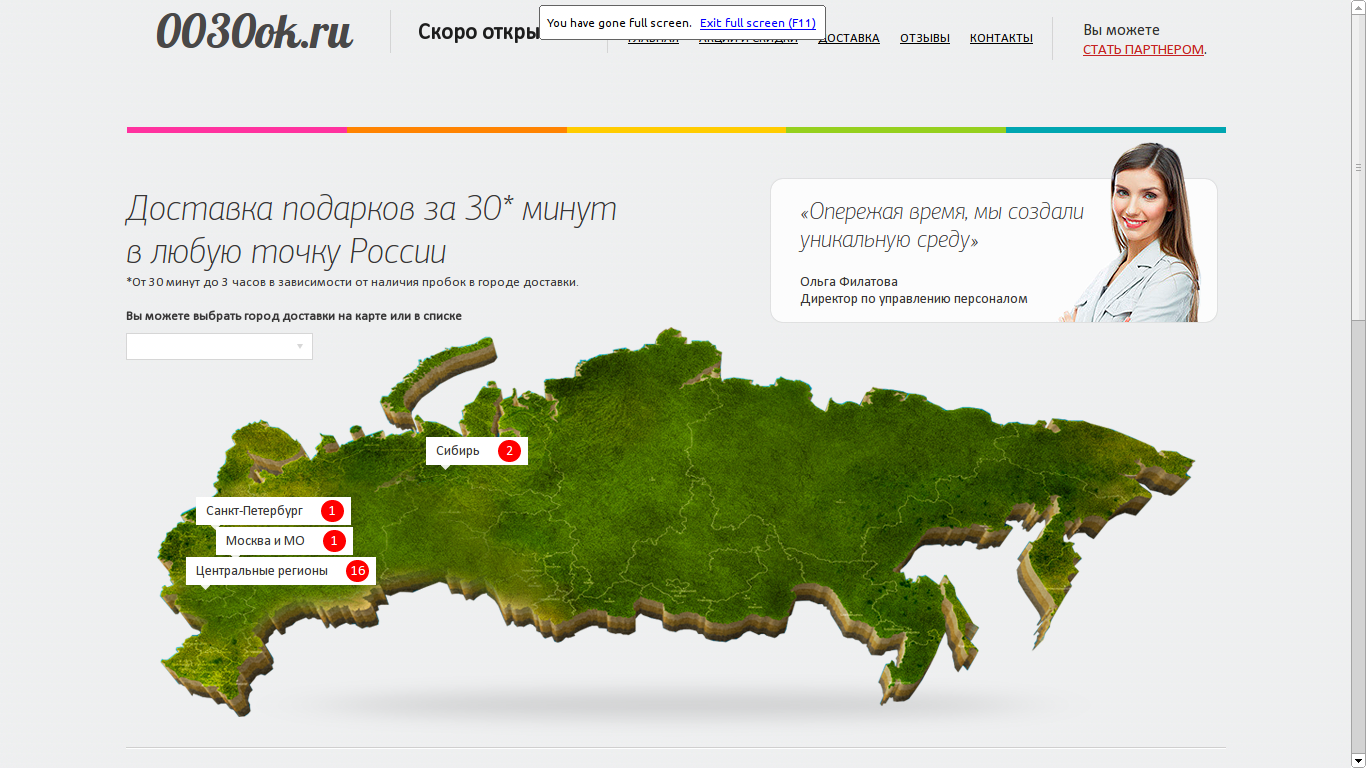 0030ok.ru
Скоро откры
You have gone full screen. Exit full screen (F11)
ГЛАВНАЯ АКЦИИ И СКИДКИ ДОСТАВКА ОТЗЫВЫ КОНТАКТЫ
Вы можете
СТАТЬ ПАРТНЕРОМ.
Доставка подарков за 30* минут
в любую точку России
*От 30 минут до 3 часов в зависимости от наличия пробок в городе доставки.
Вы можете выбрать город доставки на карте или в списке
«Опережая время, мы создали
уникальную среду»
Ольга Филатова
Директор по управлению персоналом
Сибирь 2
Санкт-Петербург 1
Москва и МО 1
Центральные регионы 16